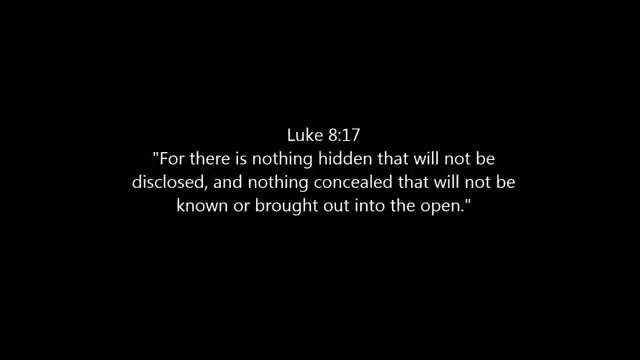 Luke 8:17
"For there is nothing hidden that will not be
disclosed, and nothing concealed that will not be
known or brought out into the open."